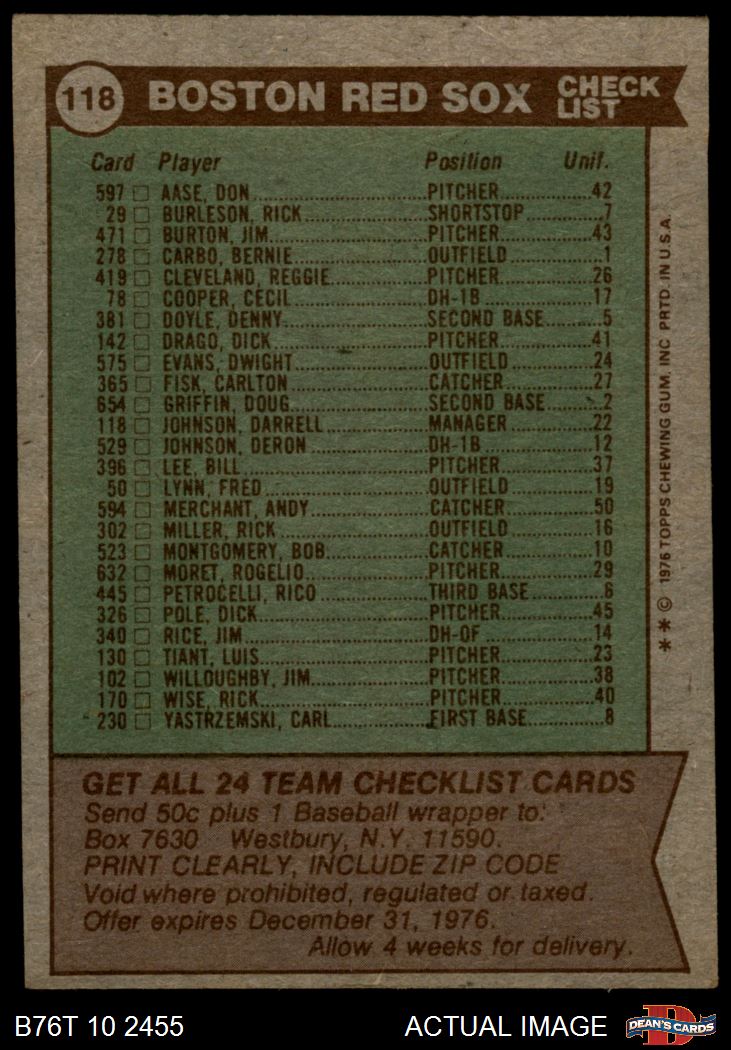 118 BOSTON RED SOX CHECK LIST
Card Player Position Unif.
597 AASE, DON PITCHER 42
29 BURLESON, RICK SHORTSTOP 7
471 BURTON, JIM PITCHER 43
278 CARBO, BERNIE OUTFIELD 1
419 CLEVELAND, REGGIE PITCHER 26
78 COOPER, CECIL DH-1B 17
381 DOYLE, DENNY SECOND BASE 5
142 DRAGO, DICK PITCHER 41
575 EVANS, DWIGHT OUTFIELD 24
365 FISK, CARLTON CATCHER 27
654 GRIFFIN, DOUG SECOND BASE 2
118 JOHNSON, DARRELL MANAGER 22
529 JOHNSON, DERON DH-1B 12
396 LEE, BILL PITCHER 37
50 LYNN, FRED OUTFIELD 19
594 MERCHANT, ANDY CATCHER 50
302 MILLER, RICK OUTFIELD 16
523 MONTGOMERY, BOB CATCHER 10
632 MORET, ROGELIO PITCHER 29
445 PETROCELLI, RICO THIRD BASE 6
326 POLE, DICK PITCHER 45
340 RICE, JIM DH-OF 14
130 TIANT, LUIS PITCHER 23
102 WILLOUGHBY, JIM PITCHER 38
170 WISE, RICK PITCHER 40
230 YASTRZEMSKI, CARL FIRST BASE 8
* * © 1976 TOPPS CHEWING GUM, INC. PRTD. IN U.S.A.
GET ALL 24 TEAM CHECKLIST CARDS
Send 50c plus 1 Baseball wrapper to:
Box 7630 Westbury, N.Y. 11590.
PRINT CLEARLY, INCLUDE ZIP CODE
Void where prohibited, regulated or taxed.
Offer expires December 31, 1976.
Allow 4 weeks for delivery.
B76T 10 2455 ACTUAL IMAGE DEAN'S CARDS